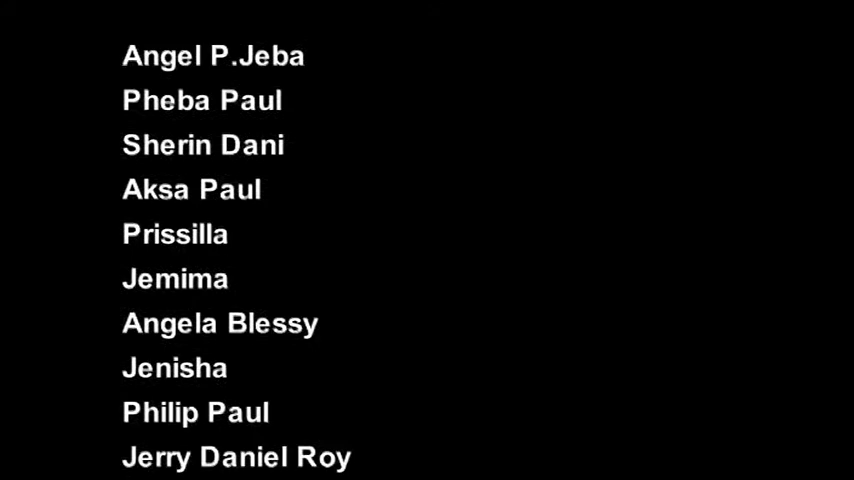 Angel P.Jeba
Pheba Paul
Sherin Dani
Aksa Paul
Prissilla
Jemima
Angela Blessy
Jenisha
Philip Paul
Jerry Daniel Roy